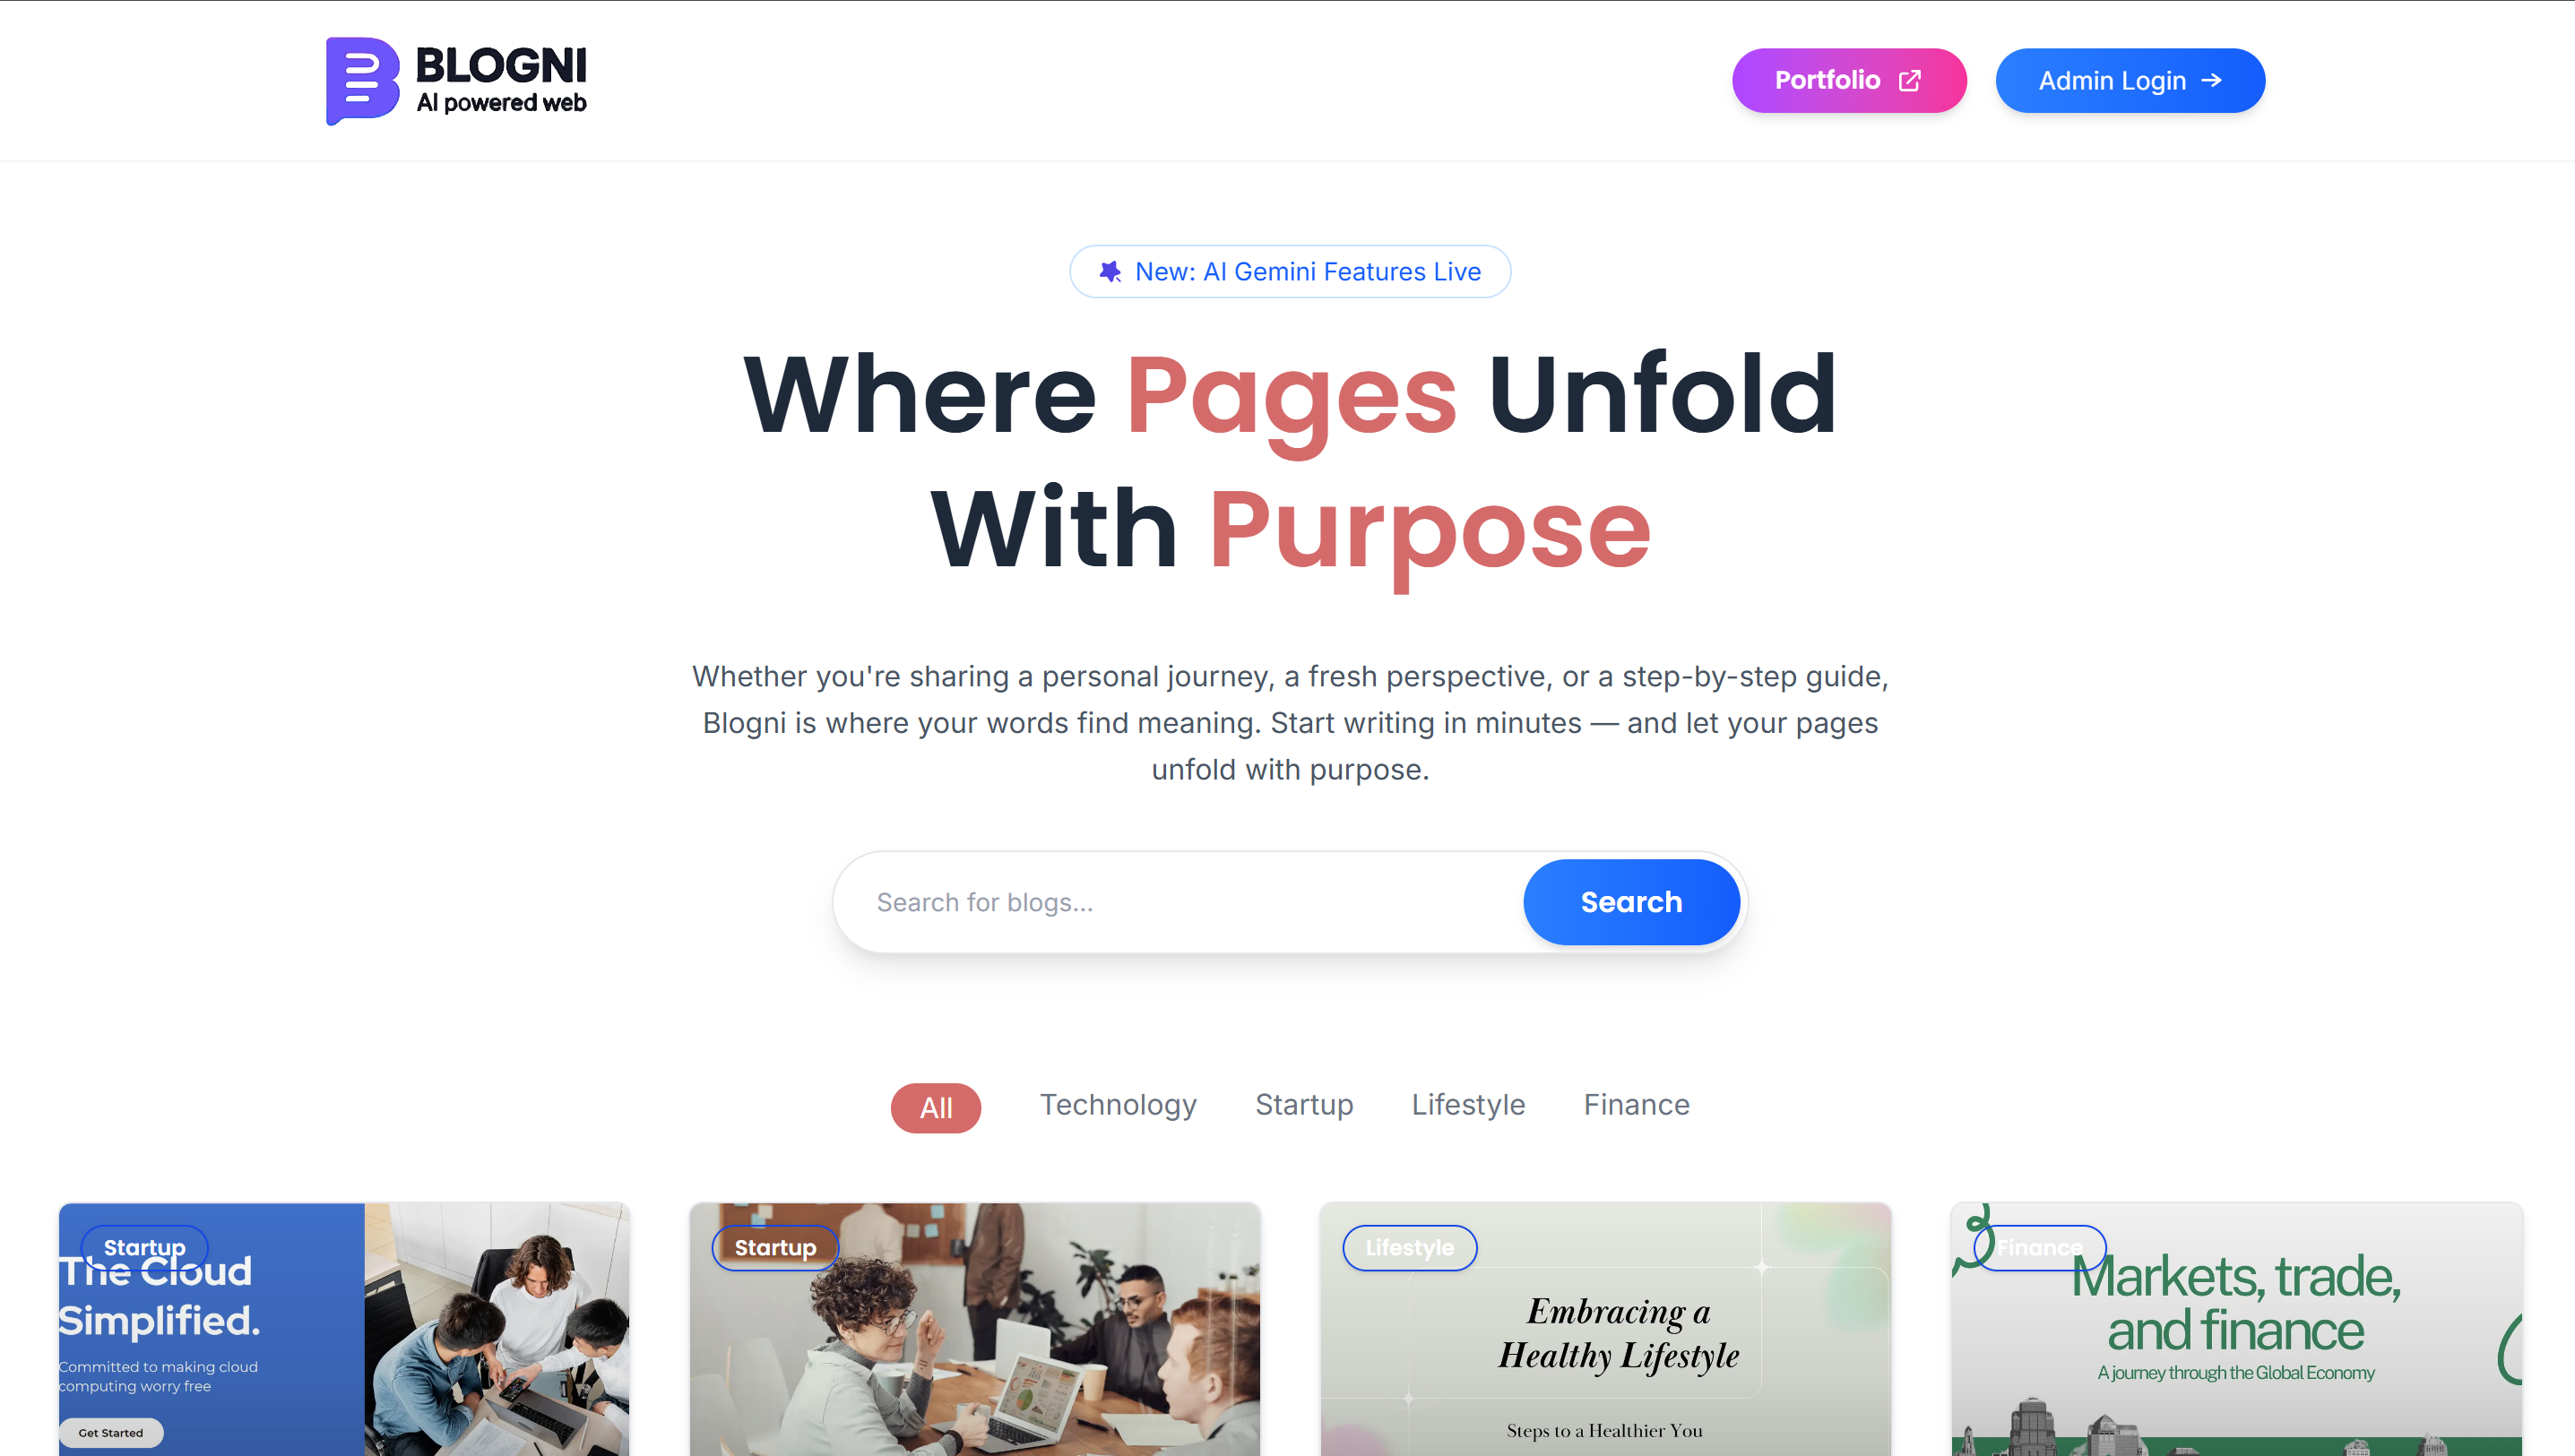 BLOGNI
AI powered web
Portfolio
Admin Login
New: AI Gemini Features Live
Where Pages Unfold
With Purpose
Whether you're sharing a personal journey, a fresh perspective, or a step-by-step guide,
Blogni is where your words find meaning. Start writing in minutes — and let your pages
unfold with purpose.
Search for blogs...
Search
All
Technology
Startup
Lifestyle
Finance
Startup
The Cloud
Simplified.
Committed to making cloud
computing worry free
Get Started
Startup
Lifestyle
Embracing a
Healthy Lifestyle
Steps to a Healthier You
Finance
Markets, trade,
and finance
A journey through the Global Economy